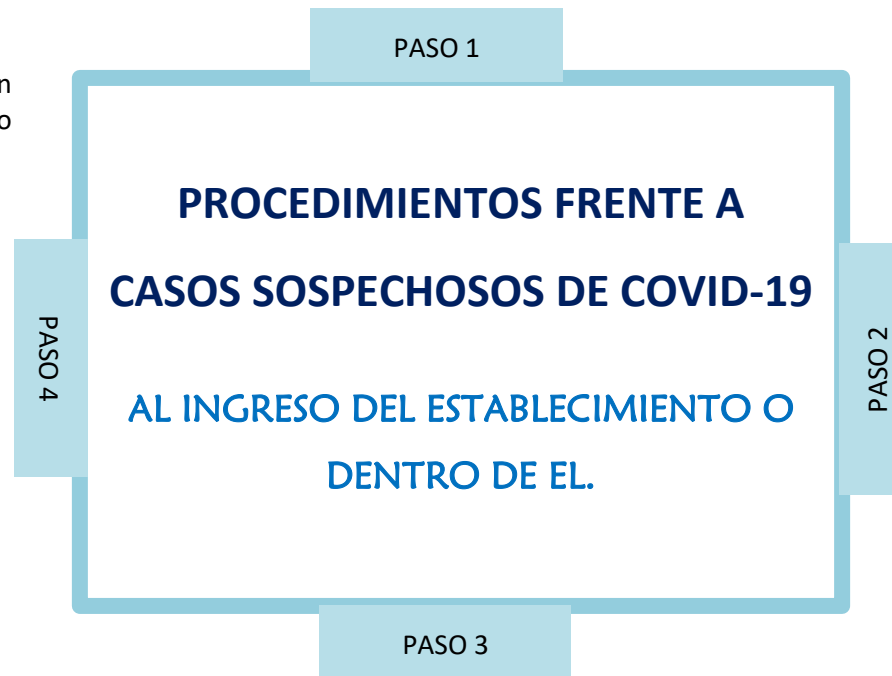 PASO 1
n
o
PROCEDIMIENTOS FRENTE A
CASOS SOSPECHOSOS DE COVID-19
AL INGRESO DEL ESTABLECIMIENTO O
DENTRO DE EL.
PASO 4
PASO 2
PASO 3